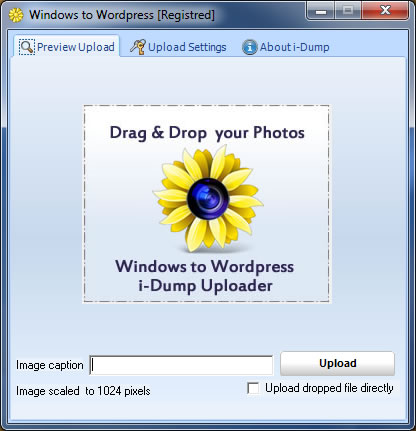 Windows to Wordpress [Registred]
Preview Upload Upload Settings About i-Dump
Drag & Drop your Photos
Windows to Wordpress
i-Dump Uploader
Image caption Upload
Image scaled to 1024 pixels Upload dropped file directly